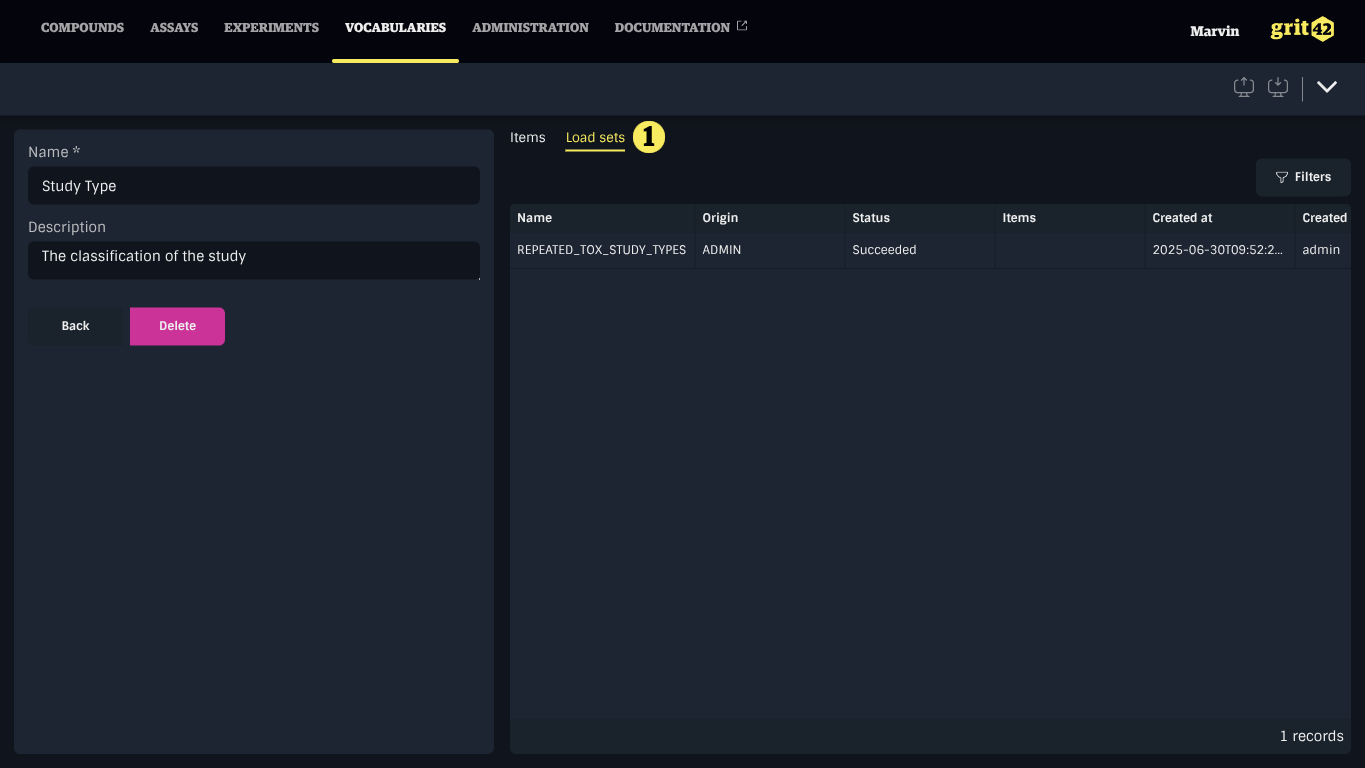 COMPOUNDS ASSAYS EXPERIMENTS VOCABULARIES ADMINISTRATION DOCUMENTATION Marvin grit42
Name *
Study Type
Description
The classification of the study
Back Delete
Items Load sets 1
Filters
Name Origin Status Items Created at Created
REPEATED_TOX_STUDY_TYPES ADMIN Succeeded 2025-06-30T09:52:2... admin
1 records